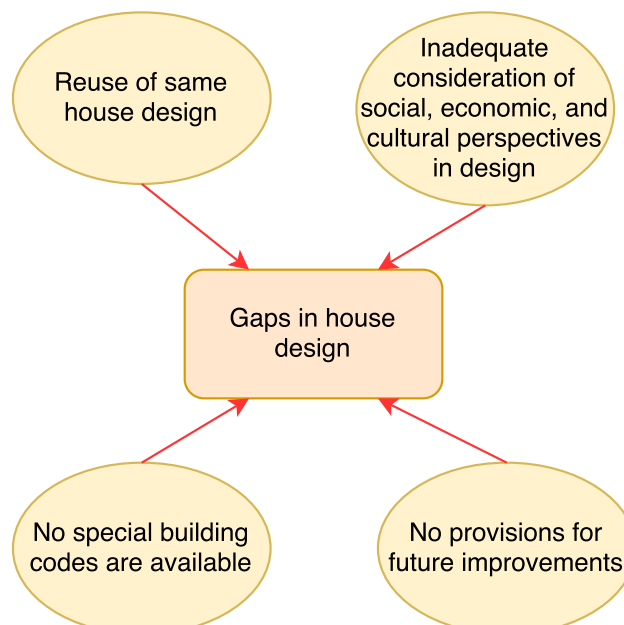 Reuse of same
house design
Inadequate
consideration of
social, economic, and
cultural perspectives
in design
Gaps in house
design
No special building
codes are available
No provisions for
future improvements